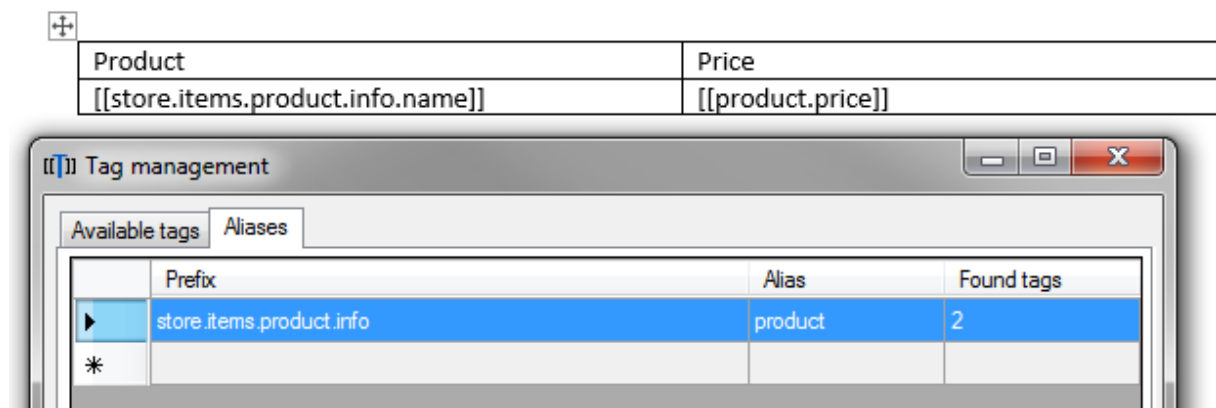 Product Price
[[store.items.product.info.name]] [[product.price]]
[[T]] Tag management
Available tags Aliases
Prefix Alias Found tags
store.items.product.info product 2